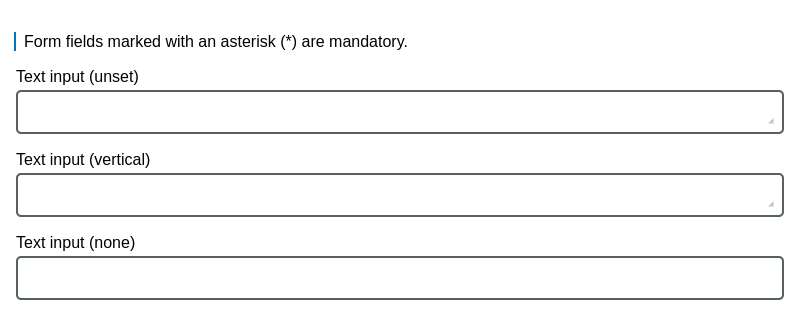 Form fields marked with an asterisk (*) are mandatory.
Text input (unset)
Text input (vertical)
Text input (none)